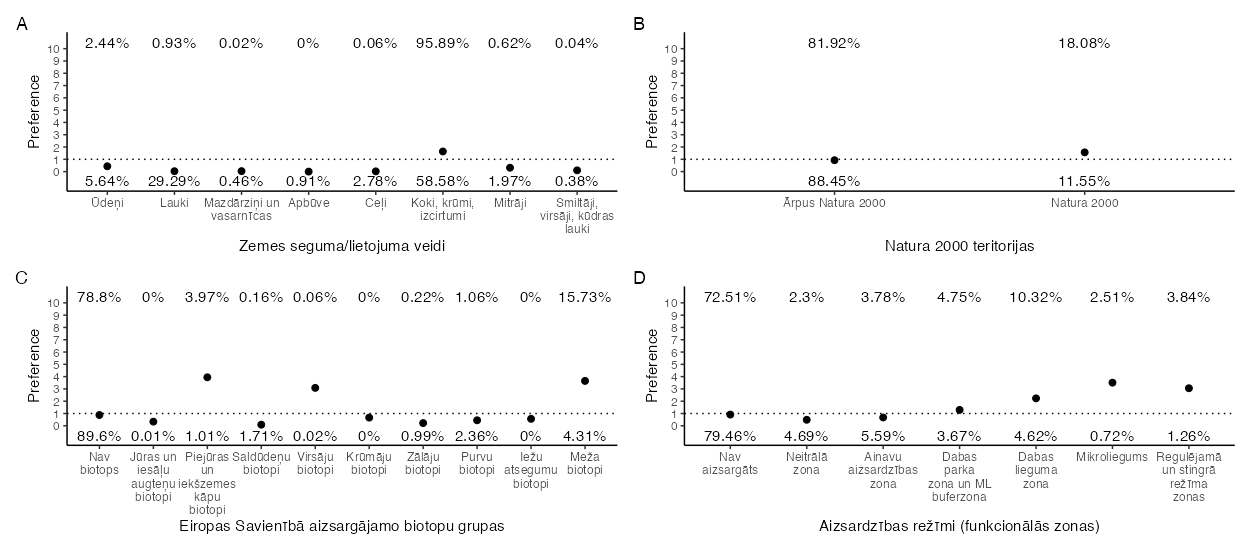 A
2.44% 0.93% 0.02% 0% 0.06% 95.89% 0.62% 0.04%
10
9
8
7
6
5
4
3
2
1
0
Preference
5.64% 29.29% 0.46% 0.91% 2.78% 58.58% 1.97% 0.38%
Ūdeņi Lauki Mazdārziņi un Apbūve Ceļi Koki, krūmi, Mitrāji Smiltāji,
vasarnīcas izcirtumi virsāji, kūdras
lauki
Zemes seguma/lietojuma veidi
B
81.92% 18.08%
10
9
8
7
6
5
4
3
2
1
0
Preference
88.45% 11.55%
Ārpus Natura 2000 Natura 2000
Natura 2000 teritorijas
C
78.8% 0% 3.97% 0.16% 0.06% 0% 0.22% 1.06% 0% 15.73%
10
9
8
7
6
5
4
3
2
1
0
Preference
89.6% 0.01% 1.01% 1.71% 0.02% 0% 0.99% 2.36% 0% 4.31%
Nav Jūras un Piejūras Saldūdeņu Virsāju Krūmāju Zālāju Purvu Iežu Meža
biotops iesāļu un biotopi biotopi biotopi biotopi biotopi atsegumu biotopi
augteņu iekšzemes biotopi
biotopi kāpu
biotopi
Eiropas Savienībā aizsargājamo biotopu grupas
D
72.51% 2.3% 3.78% 4.75% 10.32% 2.51% 3.84%
10
9
8
7
6
5
4
3
2
1
0
Preference
79.46% 4.69% 5.59% 3.67% 4.62% 0.72% 1.26%
Nav Neitrālā Ainavu Dabas Dabas Mikroliegums Regulējamā
aizsargāts zona aizsardzības parka lieguma un stingrā
zona zona un ML zona režīma
buferzona zonas
Aizsardzības režīmi (funkcionālās zonas)